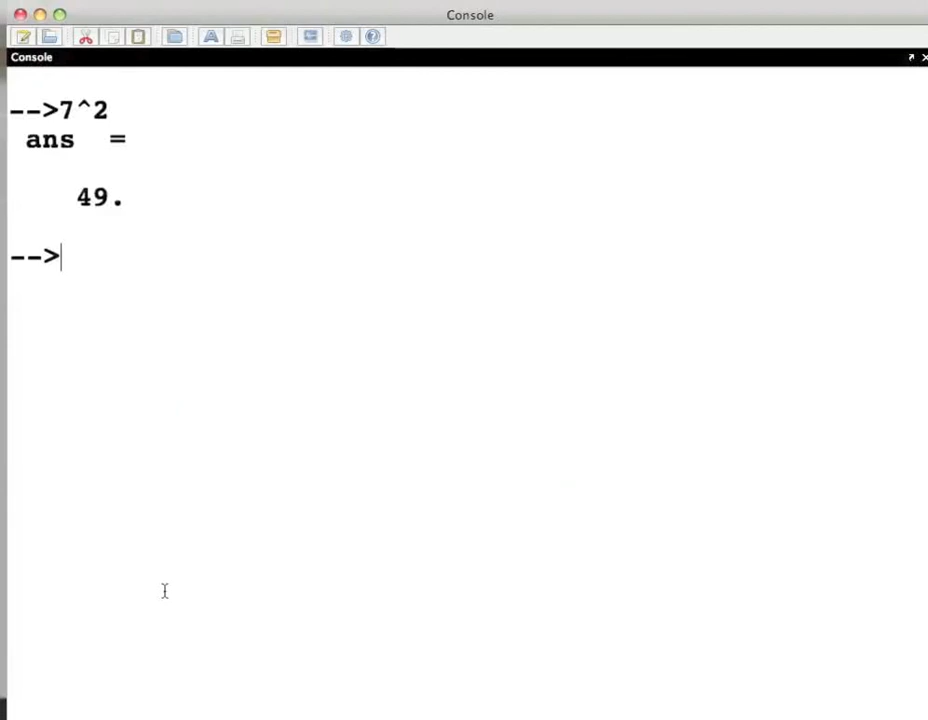 Console
Console
-->7^2
ans =
49.
-->